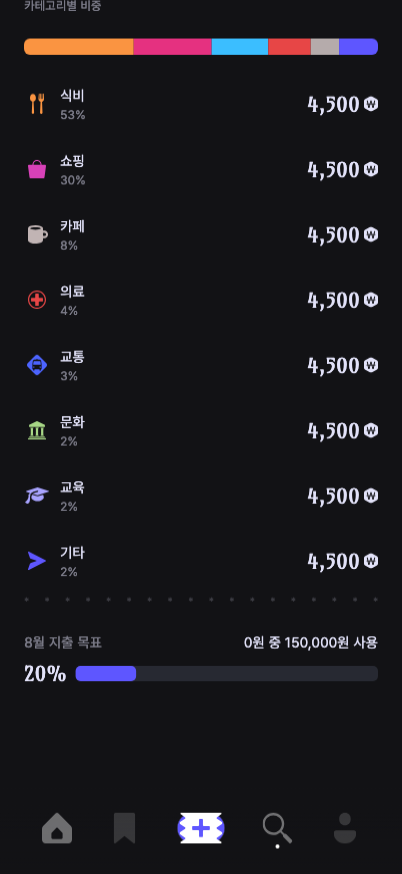 카테고리별 비중
식비
53%
4,500 W
쇼핑
30%
4,500 W
카페
8%
4,500 W
의료
4%
4,500 W
교통
3%
4,500 W
문화
2%
4,500 W
교육
2%
4,500 W
기타
2%
4,500 W
8월 지출 목표
0원 중 150,000원 사용
20%